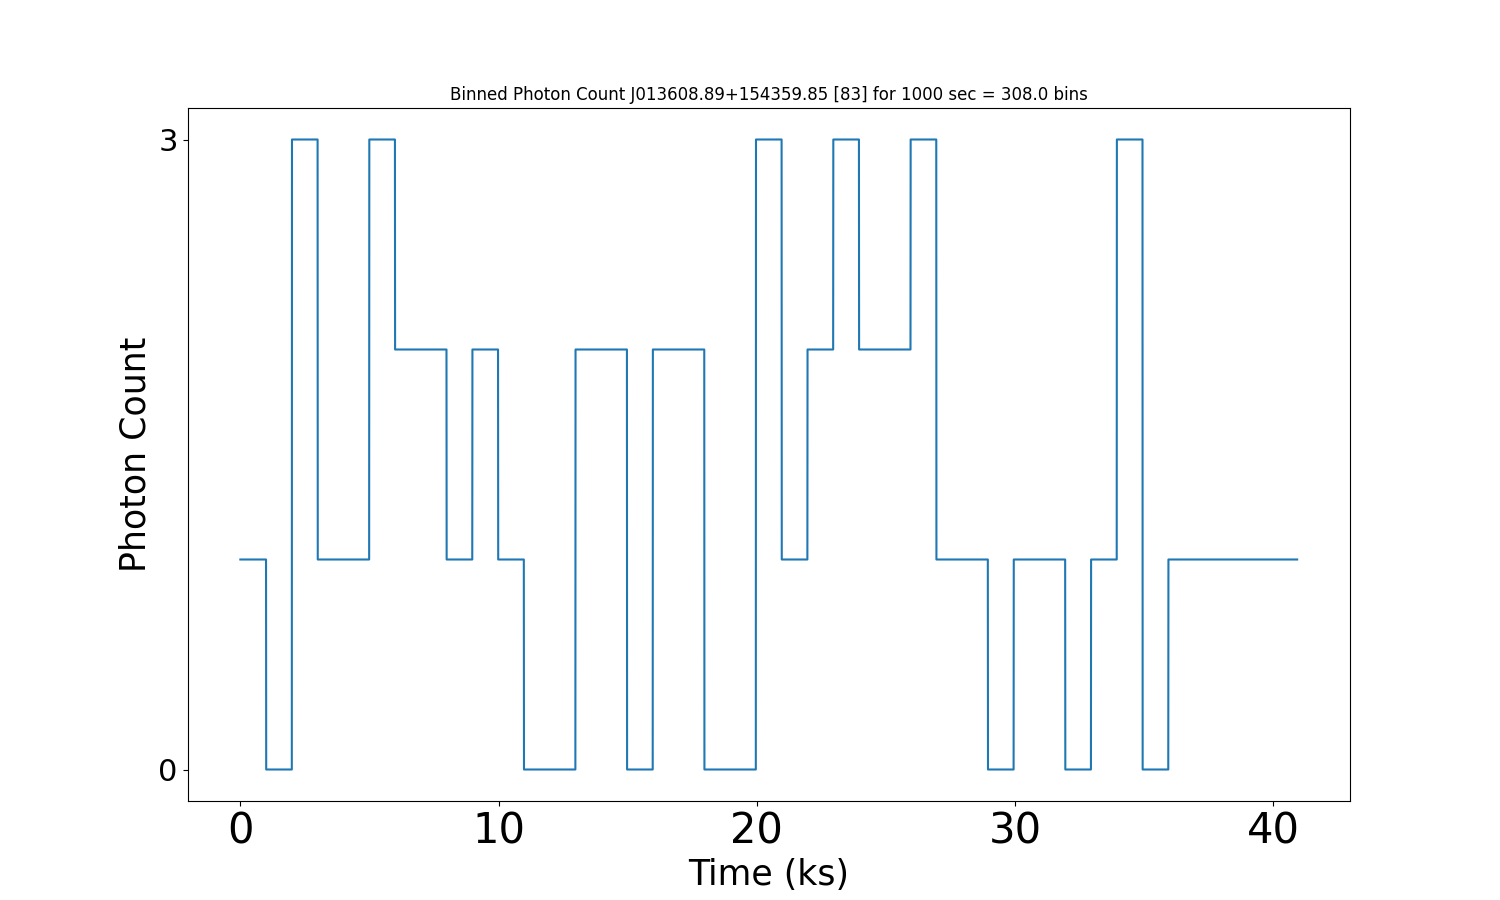 Binned Photon Count J013608.89+154359.85 [83] for 1000 sec = 308.0 bins
3
Photon Count
0
0 10 20 30 40
Time (ks)